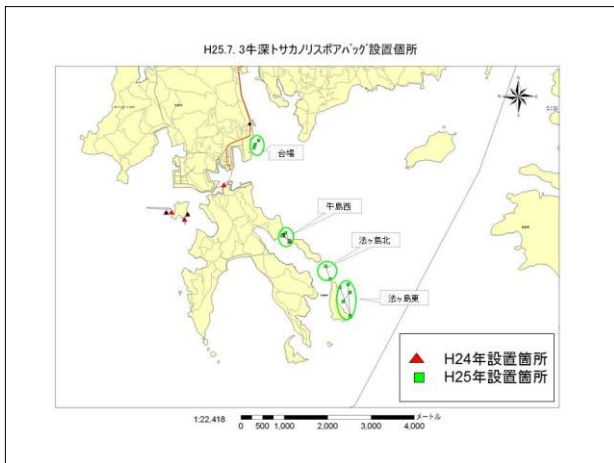 H25.7. 3牛深トサカノリスポアバッグ設置個所
台場
牛島西
法ヶ島北
法ヶ島東
H24年設置箇所
H25年設置箇所
1:22,418
メートル
0 500 1,000 2,000 3,000 4,000